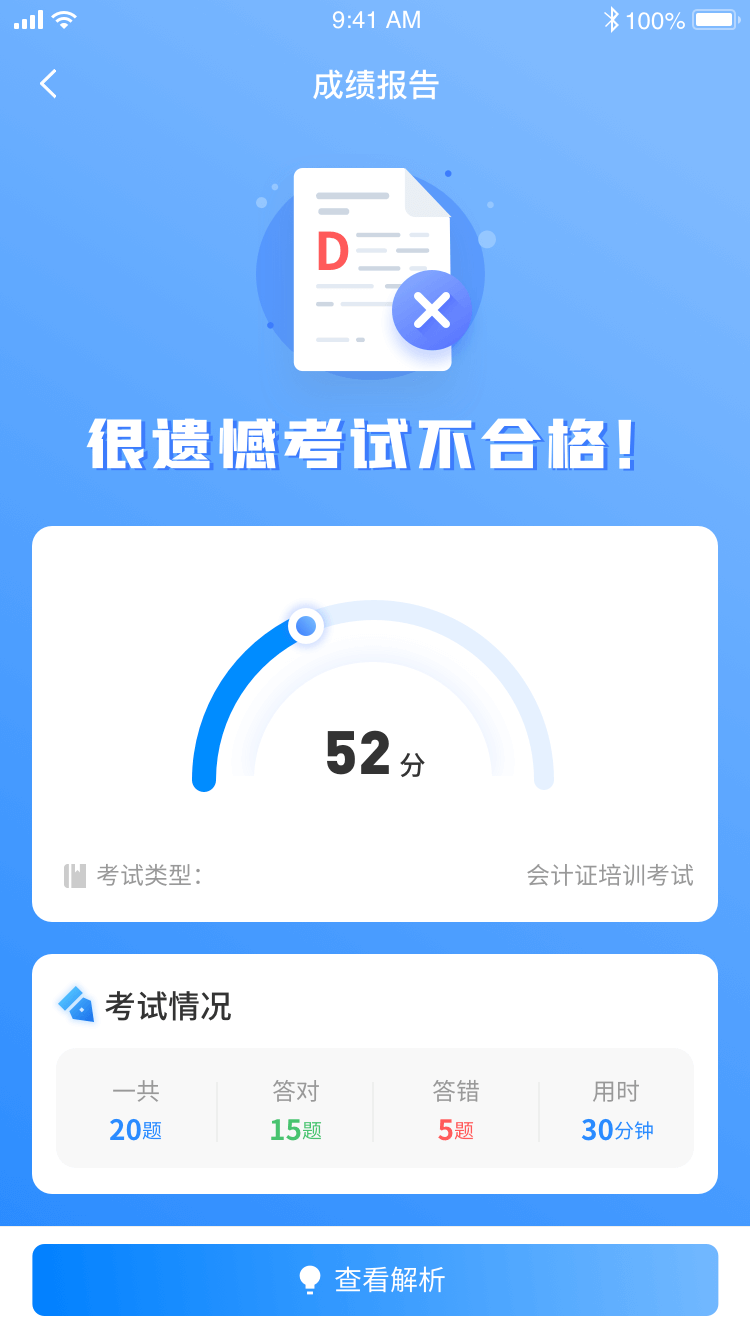 9:41 AM 100%
成绩报告
D
很遗憾考试不合格!
52 分
考试类型: 会计证培训考试
考试情况
一共 答对 答错 用时
20题 15题 5题 30分钟
查看解析